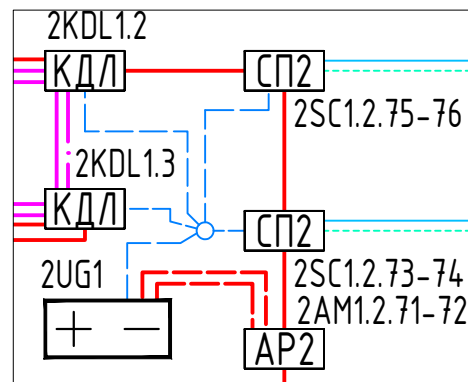 2KDL1.2
КДЛ
СП2
2SC1.2.75-76
2KDL1.3
КДЛ
СП2
2SC1.2.73-74
2UG1
2AM1.2.71-72
+ −
АР2